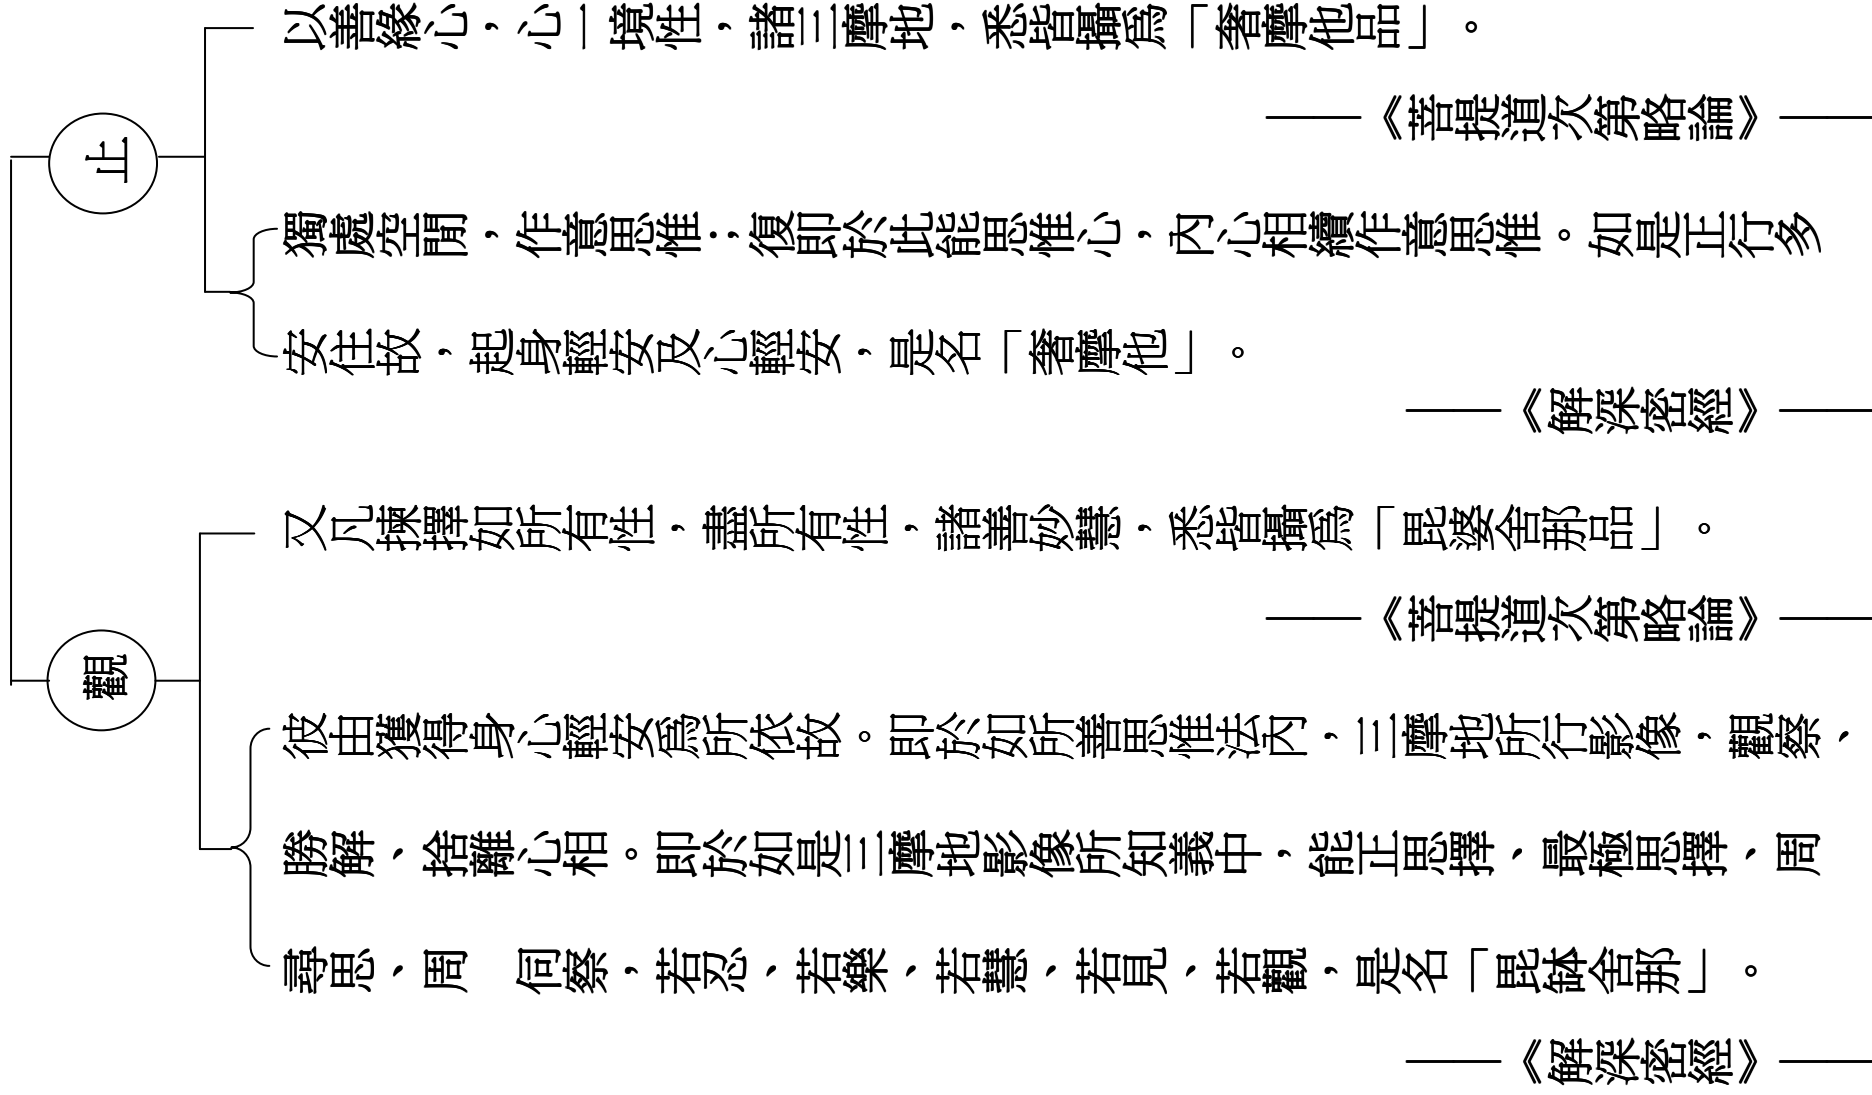 止
以善緣心，心一境性，諸三摩地，悉皆攝為「奢摩他品」。
——《菩提道次第略論》——
獨處空閒，作意思惟；復即於此能思惟心，內心相續作意思惟。如是正行多
安住故，起身輕安及心輕安，是名「奢摩他」。
——《解深密經》——
觀
又凡揀擇如所有性，盡所有性，諸善妙慧，悉皆攝為「毘婆舍那品」。
——《菩提道次第略論》——
彼由獲得身心輕安為所依故。即於如所善思惟法內，三摩地所行影像，觀察、
勝解、捨離心相。即於如是三摩地影像所知義中，能正思擇、最極思擇、周
尋思、周　伺察，若忍、若樂、若慧、若見、若觀，是名「毘缽舍那」。
——《解深密經》——